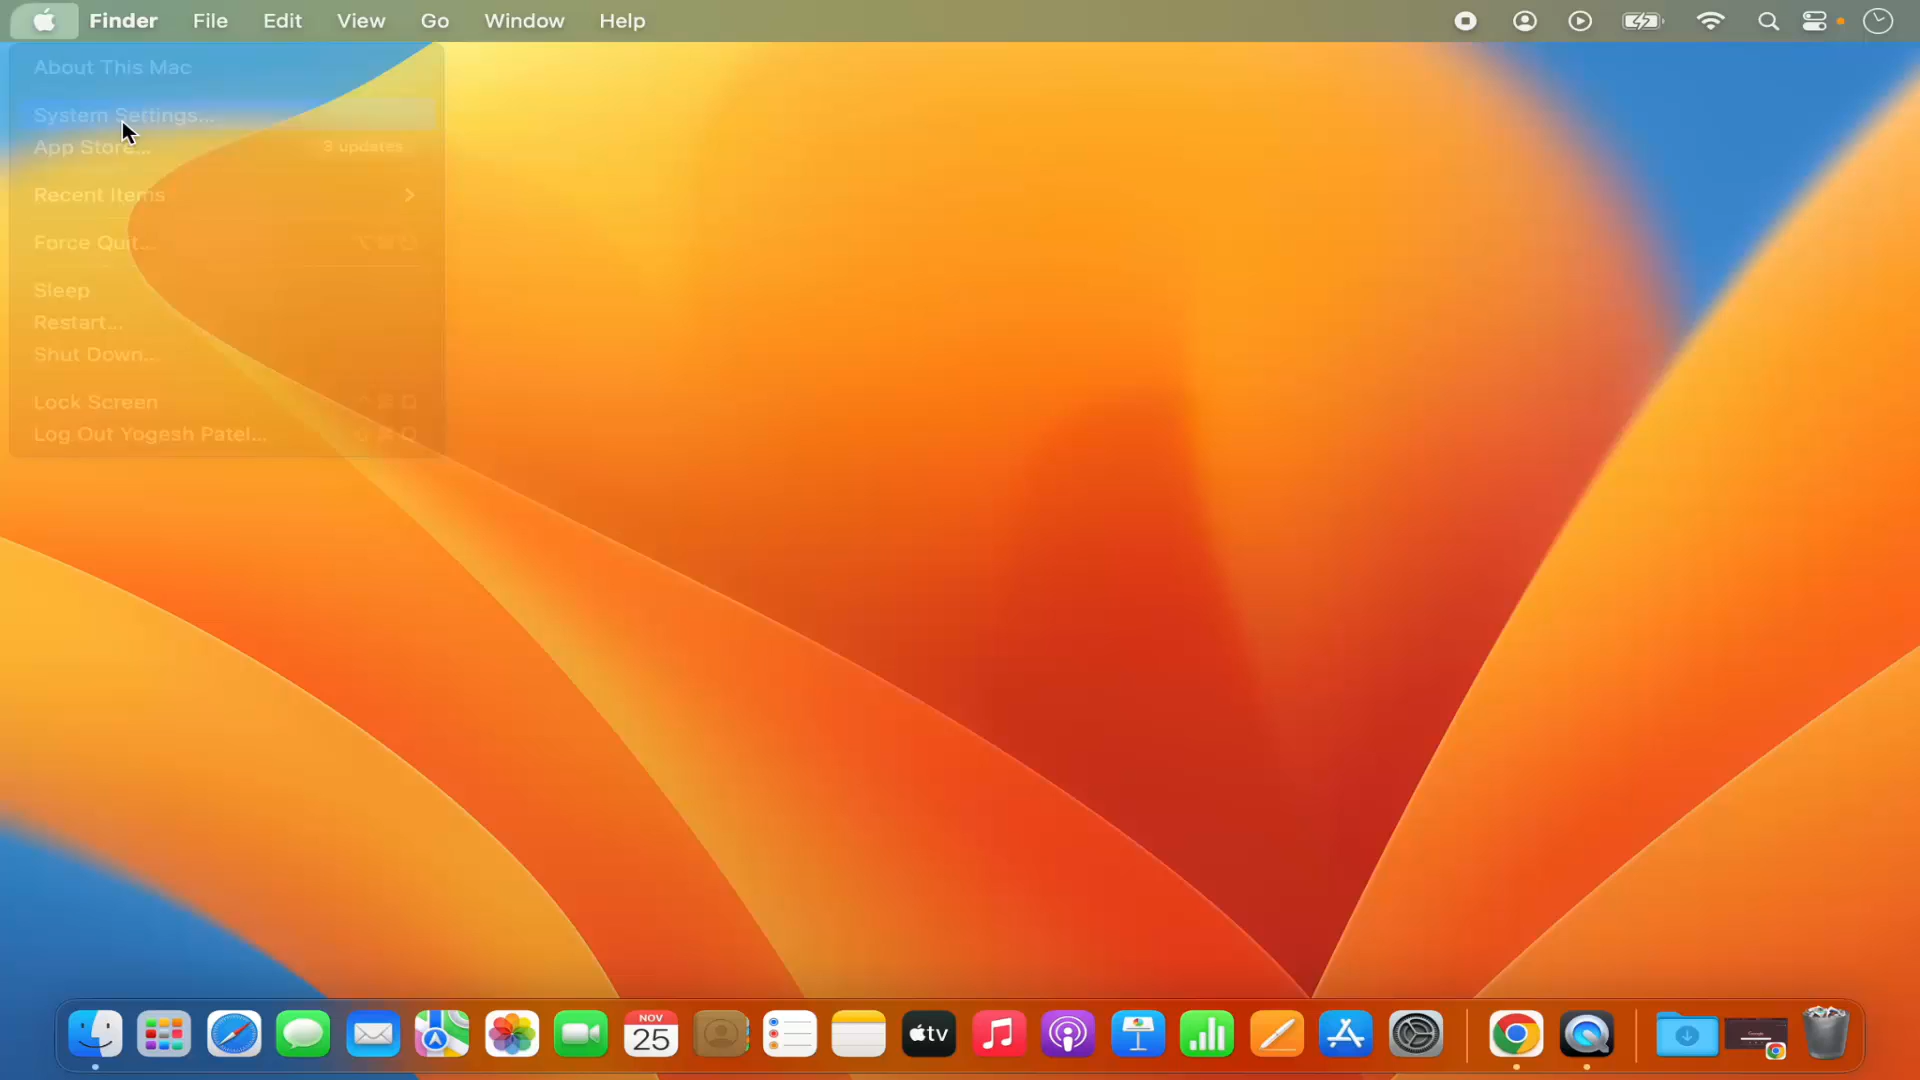 Finder File Edit View Go Window Help
About This Mac
System Settings...
App Store... 3 updates
Recent Items
Force Quit...
Sleep
Restart...
Shut Down...
Lock Screen
Log Out Yogesh Patel...
NOV
25
tv